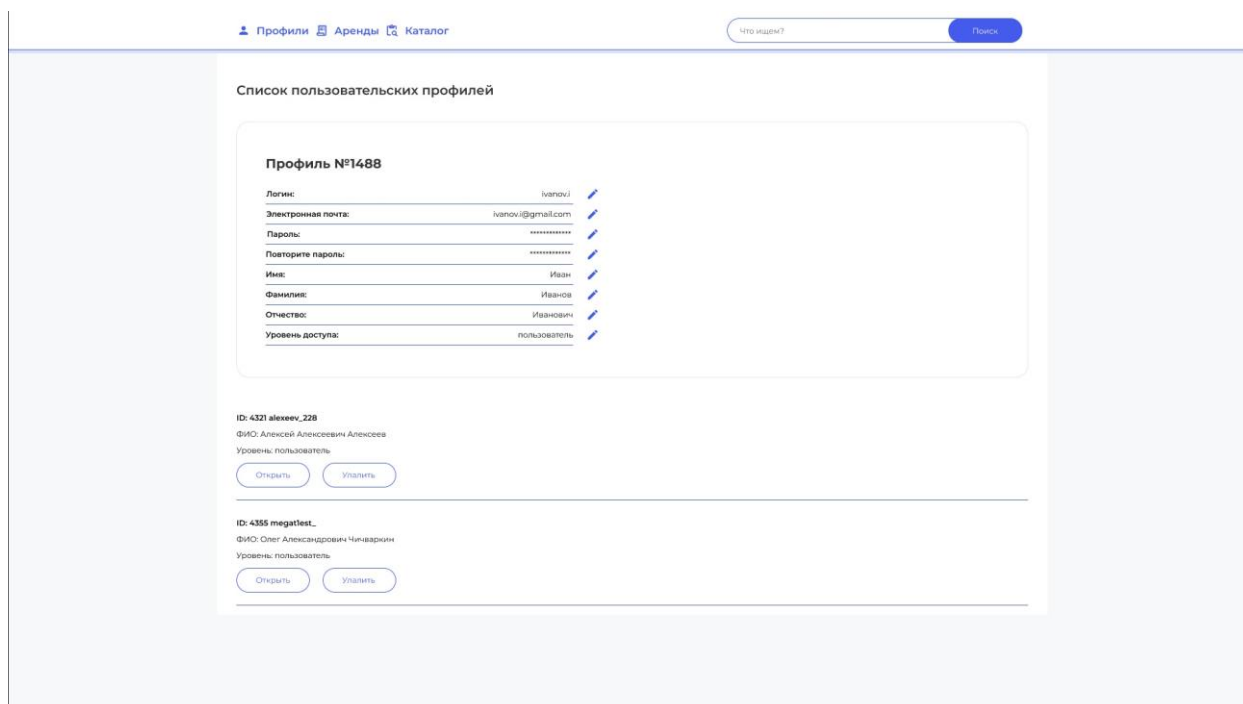 Профили Аренды Каталог Что ищем? Поиск
Список пользовательских профилей
Профиль №1488
Логин: ivanov.i
Электронная почта: ivanov.i@gmail.com
Пароль: *************
Повторите пароль: *************
Имя: Иван
Фамилия: Иванов
Отчество: Иванович
Уровень доступа: пользователь
ID: 4321 alexeev_228
ФИО: Алексей Алексеевич Алексеев
Уровень: пользователь
Открыть Удалить
ID: 4355 megat1est_
ФИО: Олег Александрович Чичваркин
Уровень: пользователь
Открыть Удалить